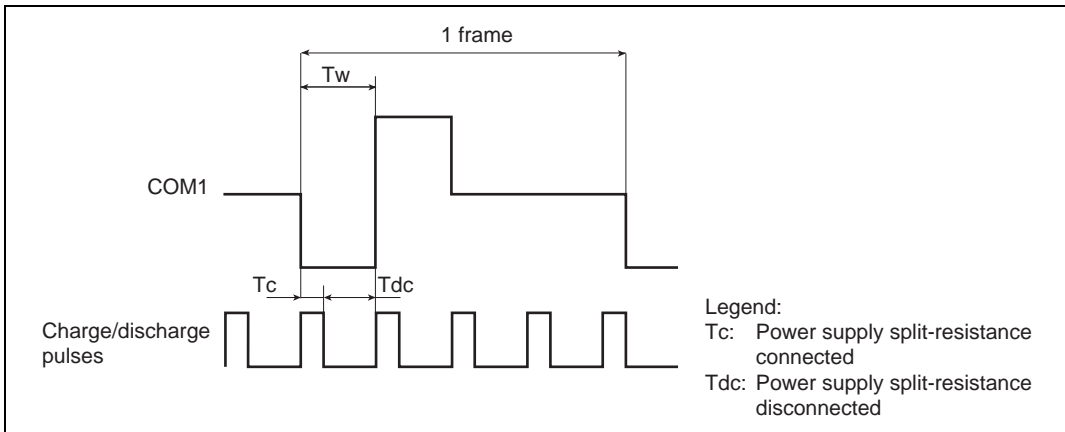 1 frame
Tw
COM1
Tc
Tdc
Charge/discharge
pulses
Legend:
Tc: Power supply split-resistance
connected
Tdc: Power supply split-resistance
disconnected